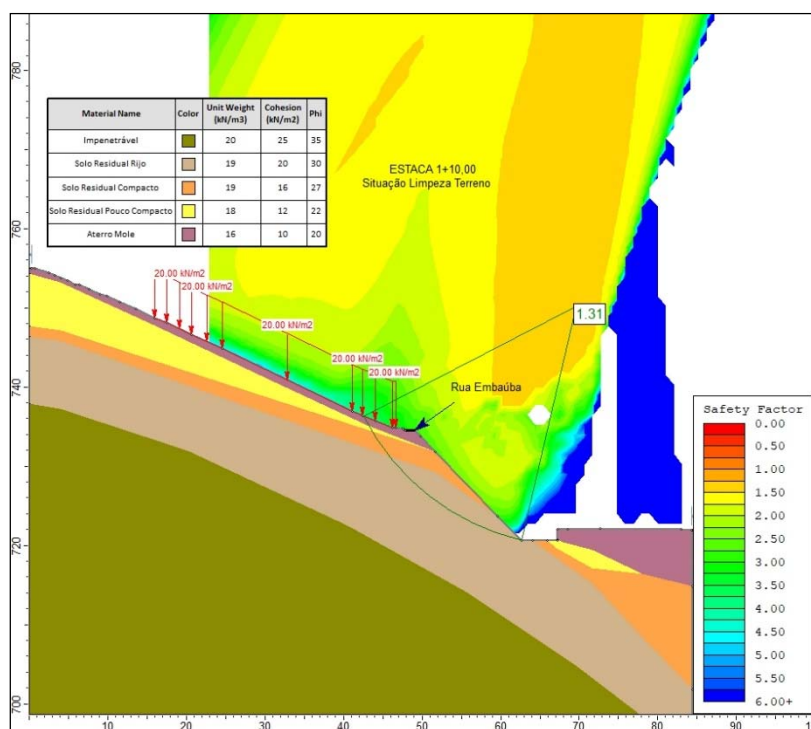 780
760
740
720
700
Material Name Color Unit Weight (kN/m3) Cohesion (kN/m2) Phi
Impenetrável 20 25 35
Solo Residual Rijo 19 20 30
Solo Residual Compacto 19 16 27
Solo Residual Pouco Compacto 18 12 22
Aterro Mole 16 10 20
ESTACA 1+10,00
Situação Limpeza Terreno
20.00 kN/m2
20.00 kN/m2
20.00 kN/m2
20.00 kN/m2
20.00 kN/m2
1.31
Rua Embaúba
Safety Factor
0.00
0.50
1.00
1.50
2.00
2.50
3.00
3.50
4.00
4.50
5.00
5.50
6.00+
0 10 20 30 40 50 60 70 80 90